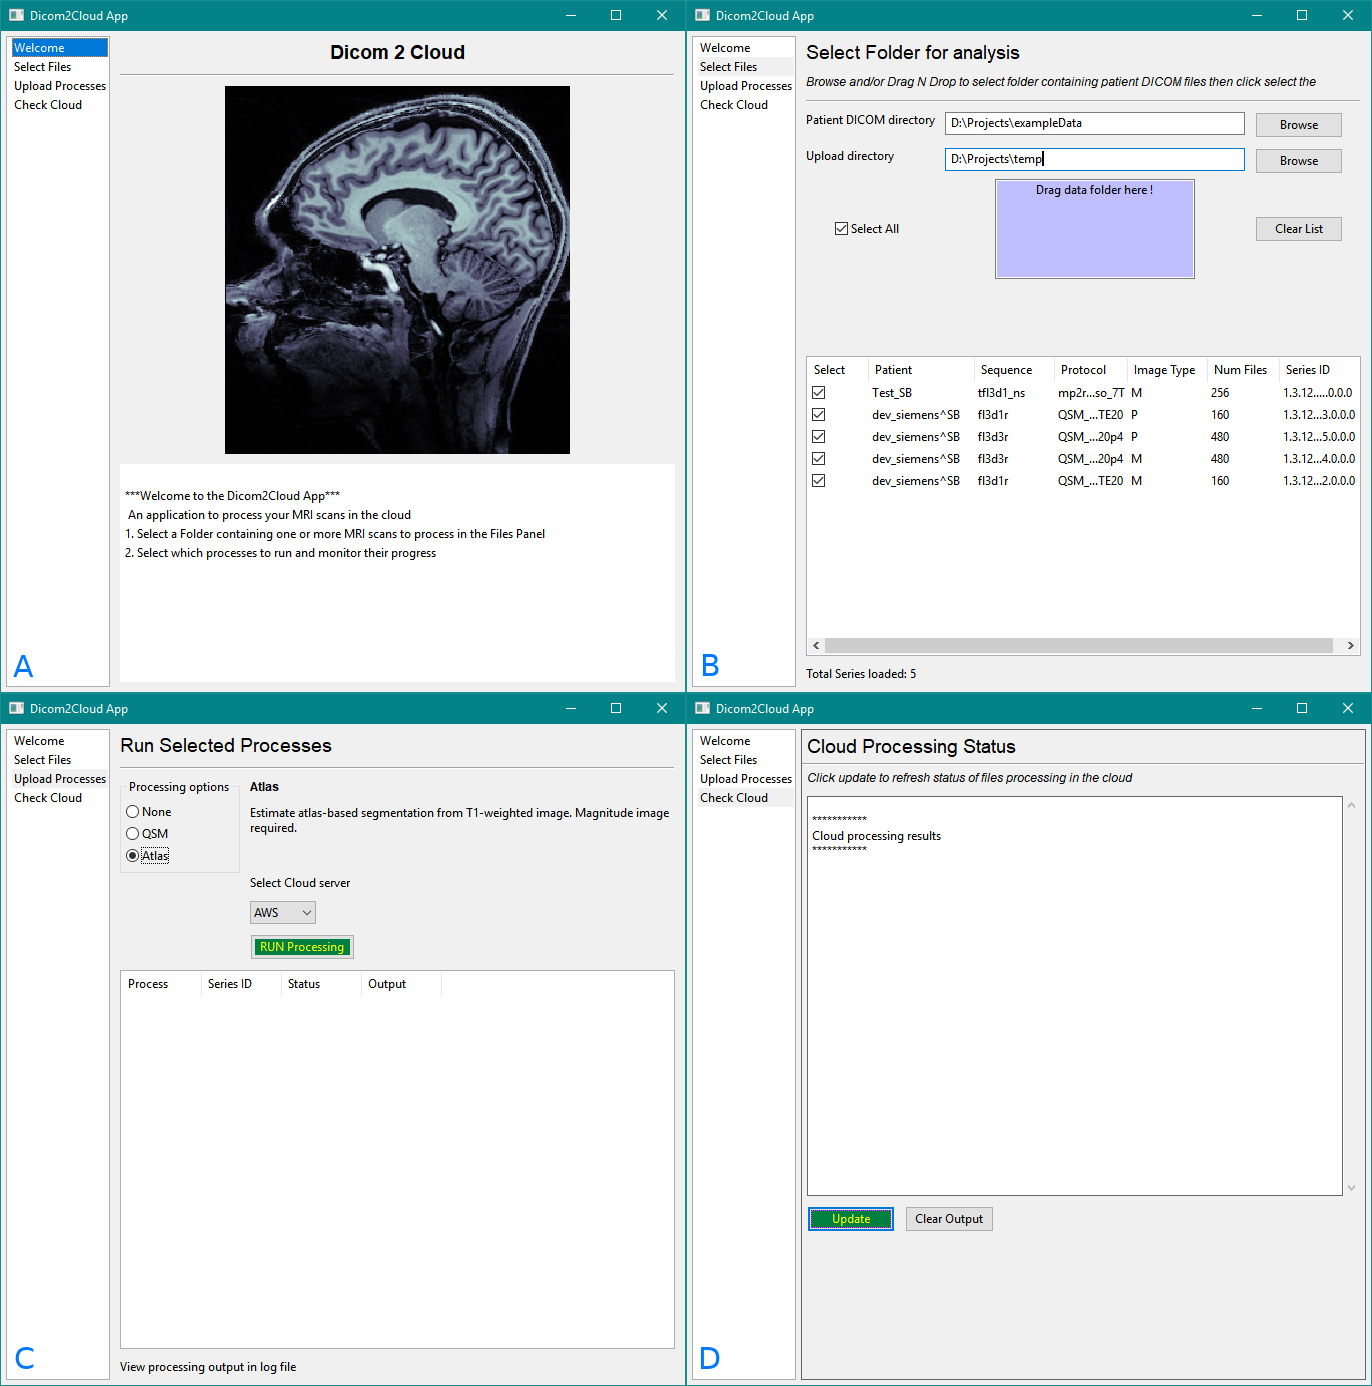 Dicom2Cloud App
Welcome
Select Files
Upload Processes
Check Cloud
Dicom 2 Cloud
***Welcome to the Dicom2Cloud App***
An application to process your MRI scans in the cloud
1. Select a Folder containing one or more MRI scans to process in the Files Panel
2. Select which processes to run and monitor their progress
A
Dicom2Cloud App
Welcome
Select Files
Upload Processes
Check Cloud
Select Folder for analysis
Browse and/or Drag N Drop to select folder containing patient DICOM files then click select the
Patient DICOM directory D:\Projects\exampleData Browse
Upload directory D:\Projects\temp Browse
Drag data folder here !
Select All Clear List
Select Patient Sequence Protocol Image Type Num Files Series ID
Test_SB tfl3d1_ns mp2r...so_7T M 256 1.3.12.....0.0.0
dev_siemens^SB fl3d1r QSM_...TE20 P 160 1.3.12...3.0.0.0
dev_siemens^SB fl3d3r QSM_...20p4 P 480 1.3.12...5.0.0.0
dev_siemens^SB fl3d3r QSM_...20p4 M 480 1.3.12...4.0.0.0
dev_siemens^SB fl3d1r QSM_...TE20 M 160 1.3.12...2.0.0.0
Total Series loaded: 5
B
Dicom2Cloud App
Welcome
Select Files
Upload Processes
Check Cloud
Run Selected Processes
Processing options
None
QSM
Atlas
Atlas
Estimate atlas-based segmentation from T1-weighted image. Magnitude image
required.
Select Cloud server
AWS
RUN Processing
Process Series ID Status Output
View processing output in log file
C
Dicom2Cloud App
Welcome
Select Files
Upload Processes
Check Cloud
Cloud Processing Status
Click update to refresh status of files processing in the cloud
***********
Cloud processing results
***********
Update Clear Output
D